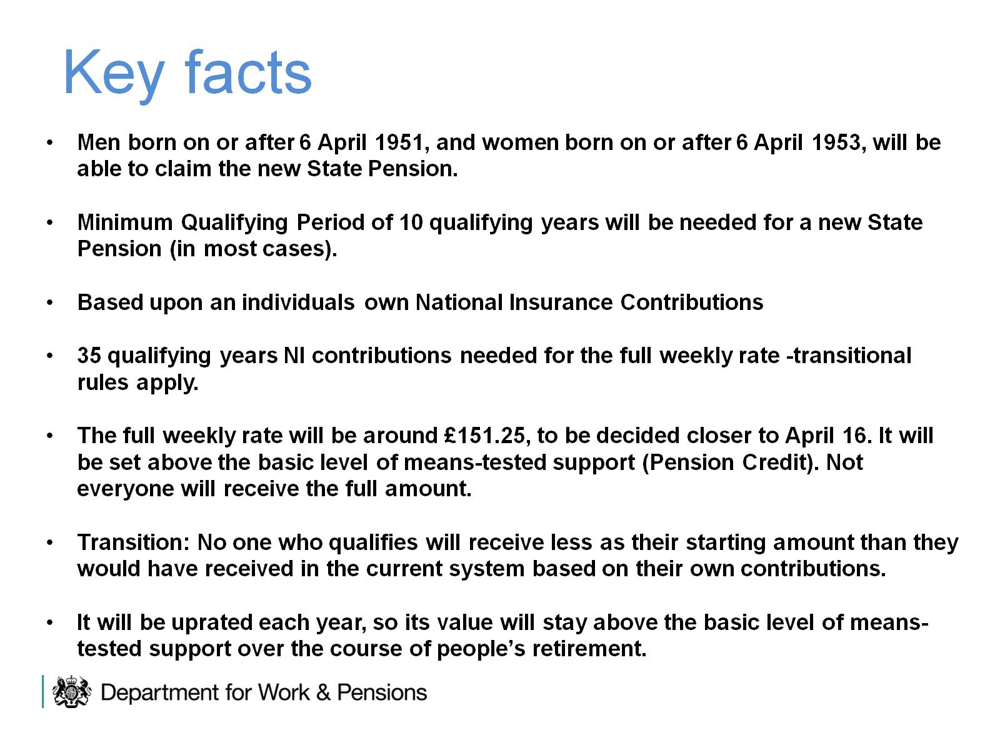 Key facts
• Men born on or after 6 April 1951, and women born on or after 6 April 1953, will be
able to claim the new State Pension.
• Minimum Qualifying Period of 10 qualifying years will be needed for a new State
Pension (in most cases).
• Based upon an individuals own National Insurance Contributions
• 35 qualifying years NI contributions needed for the full weekly rate -transitional
rules apply.
• The full weekly rate will be around £151.25, to be decided closer to April 16. It will
be set above the basic level of means-tested support (Pension Credit). Not
everyone will receive the full amount.
• Transition: No one who qualifies will receive less as their starting amount than they
would have received in the current system based on their own contributions.
• It will be uprated each year, so its value will stay above the basic level of means-
tested support over the course of people’s retirement.
Department for Work & Pensions